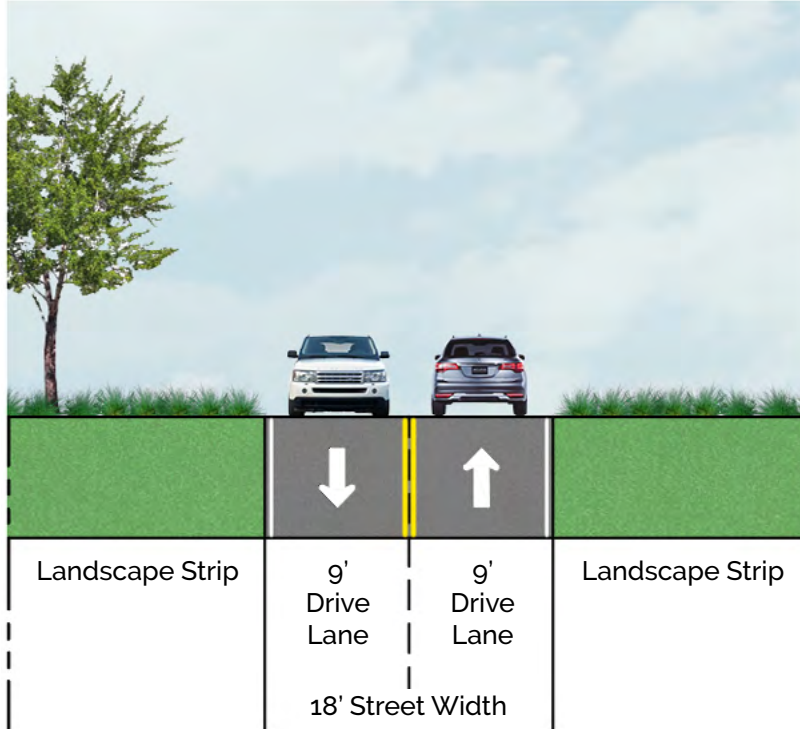 Landscape Strip
9’
Drive
Lane
9’
Drive
Lane
Landscape Strip
18’ Street Width